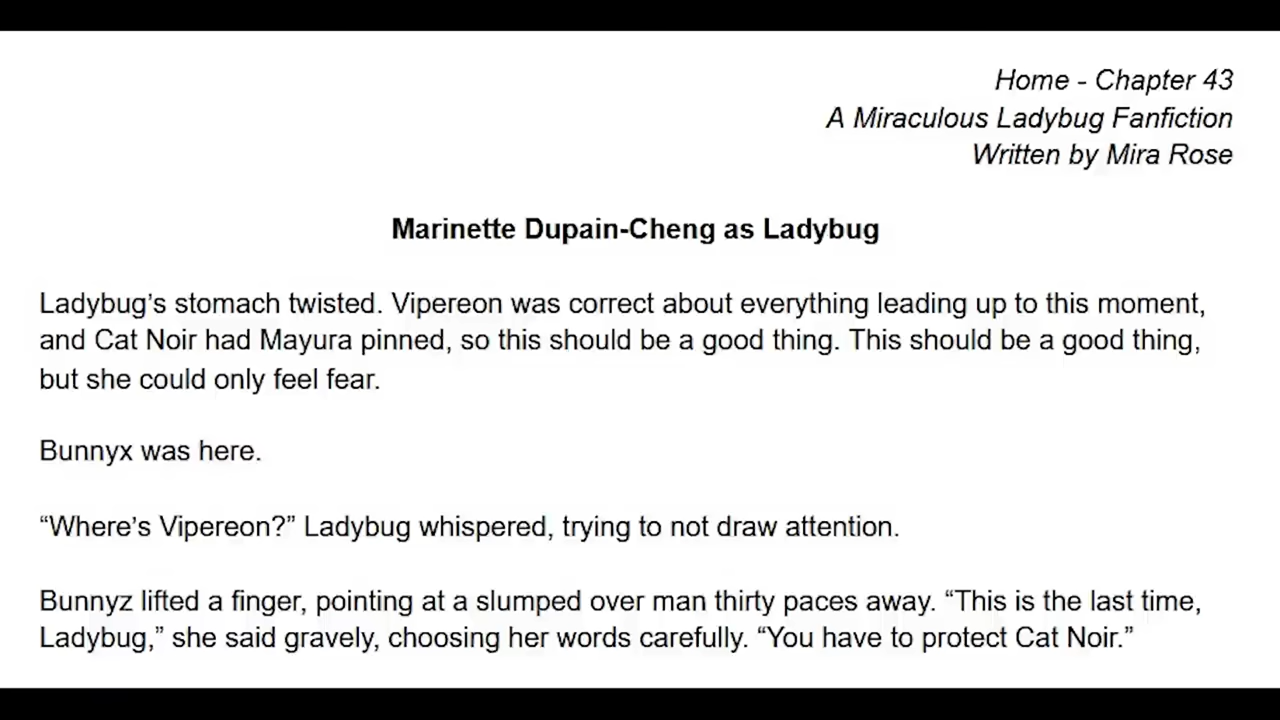 Home - Chapter 43
A Miraculous Ladybug Fanfiction
Written by Mira Rose
Marinette Dupain-Cheng as Ladybug
Ladybug’s stomach twisted. Vipereon was correct about everything leading up to this moment,
and Cat Noir had Mayura pinned, so this should be a good thing. This should be a good thing,
but she could only feel fear.
Bunnyx was here.
“Where’s Vipereon?” Ladybug whispered, trying to not draw attention.
Bunnyz lifted a finger, pointing at a slumped over man thirty paces away. “This is the last time,
Ladybug,” she said gravely, choosing her words carefully. “You have to protect Cat Noir.”